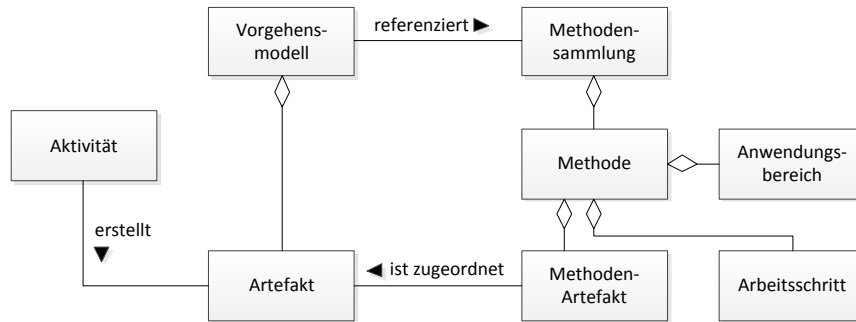 Vorgehens-
modell
referenziert
Methoden-
sammlung
Aktivität
Methode
Anwendungs-
bereich
erstellt
Artefakt
ist zugeordnet
Methoden-
Artefakt
Arbeitsschritt